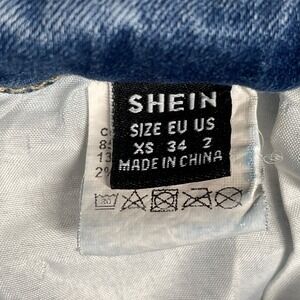 SHEIN
SIZE EU US
XS 34 2
MADE IN CHINA